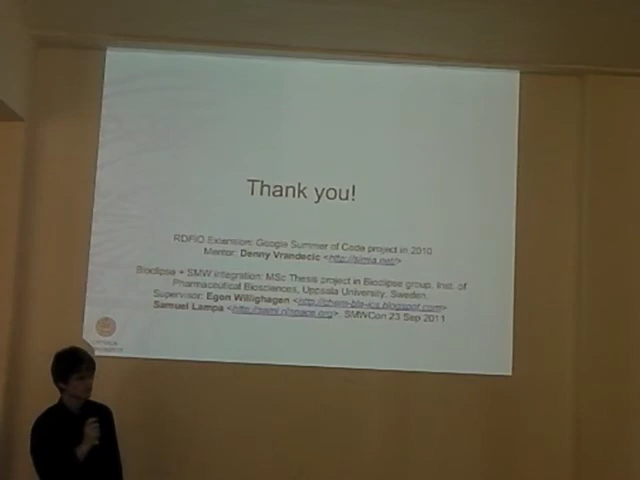 Thank you!
RDFIO Extension: Google Summer of Code project in 2010
Mentor: Denny Vrandecic <http://simia.net/>
Bioclipse + SMW integration: MSc Thesis project in Bioclipse group, Inst. of
Pharmaceutical Biosciences, Uppsala University, Sweden.
Supervisor: Egon Willighagen <http://chem-bla-ics.blogspot.com>
Samuel Lampa <http://saml.rilspace.org>, SMWCon 23 Sep 2011